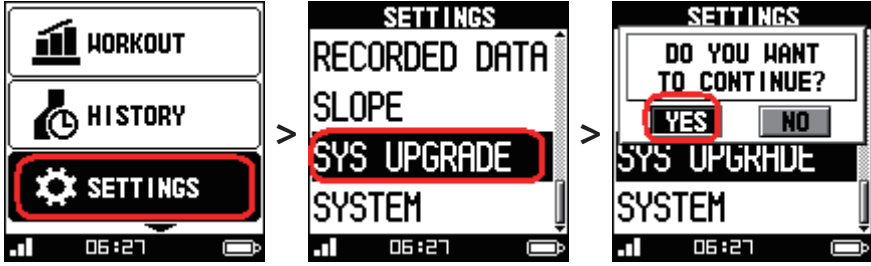 WORKOUT
HISTORY
SETTINGS
06:27
>
SETTINGS
RECORDED DATA
SLOPE
SYS UPGRADE
SYSTEM
06:27
>
SETTINGS
DO YOU WANT
TO CONTINUE?
YES NO
SYS UPGRADE
SYSTEM
06:27